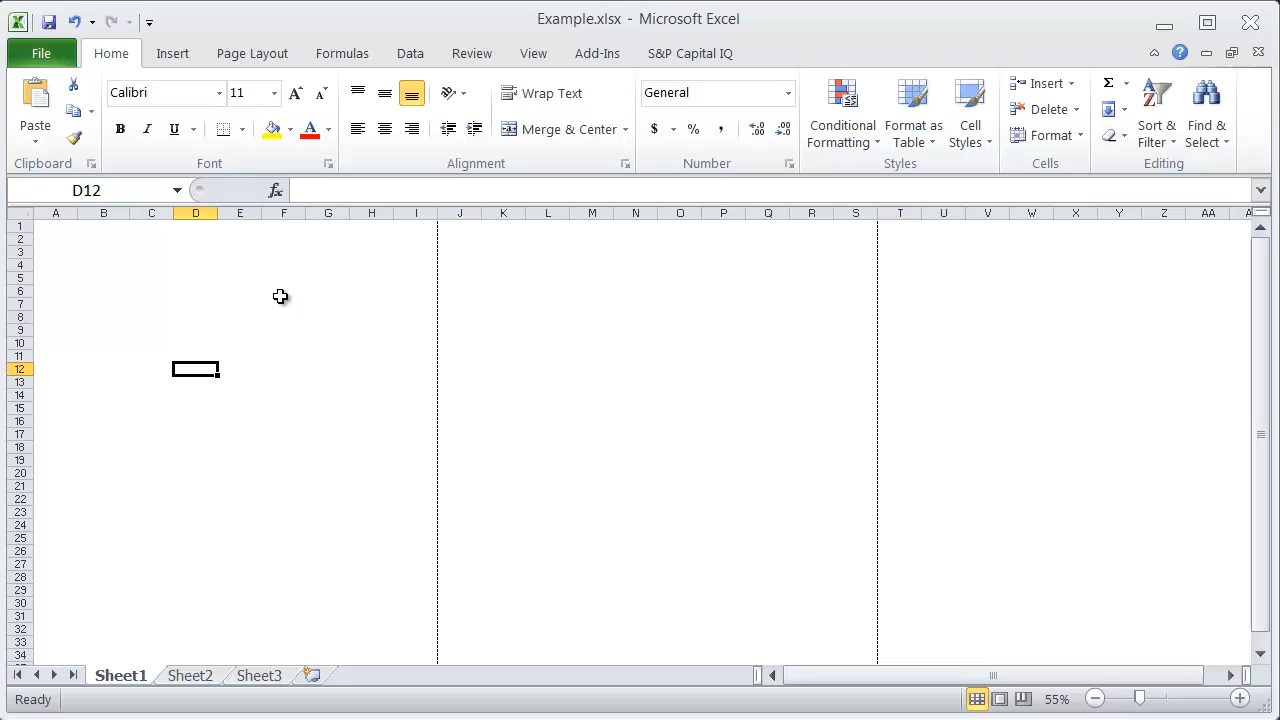 Example.xlsx - Microsoft Excel
File Home Insert Page Layout Formulas Data Review View Add-Ins S&P Capital IQ
Paste
Clipboard
Calibri 11
B I U A
Font
Wrap Text
Merge & Center
Alignment
General
$ % ,
Number
Conditional Formatting
Format as Table
Cell Styles
Styles
Insert
Delete
Format
Cells
Σ
Sort & Filter
Find & Select
Editing
D12 fx
A B C D E F G H I J K L M N O P Q R S T U V W X Y Z AA
1
2
3
4
5
6
7
8
9
10
11
12
13
14
15
16
17
18
19
20
21
22
23
24
25
26
27
28
29
30
31
32
33
34
Sheet1 Sheet2 Sheet3
Ready 55%